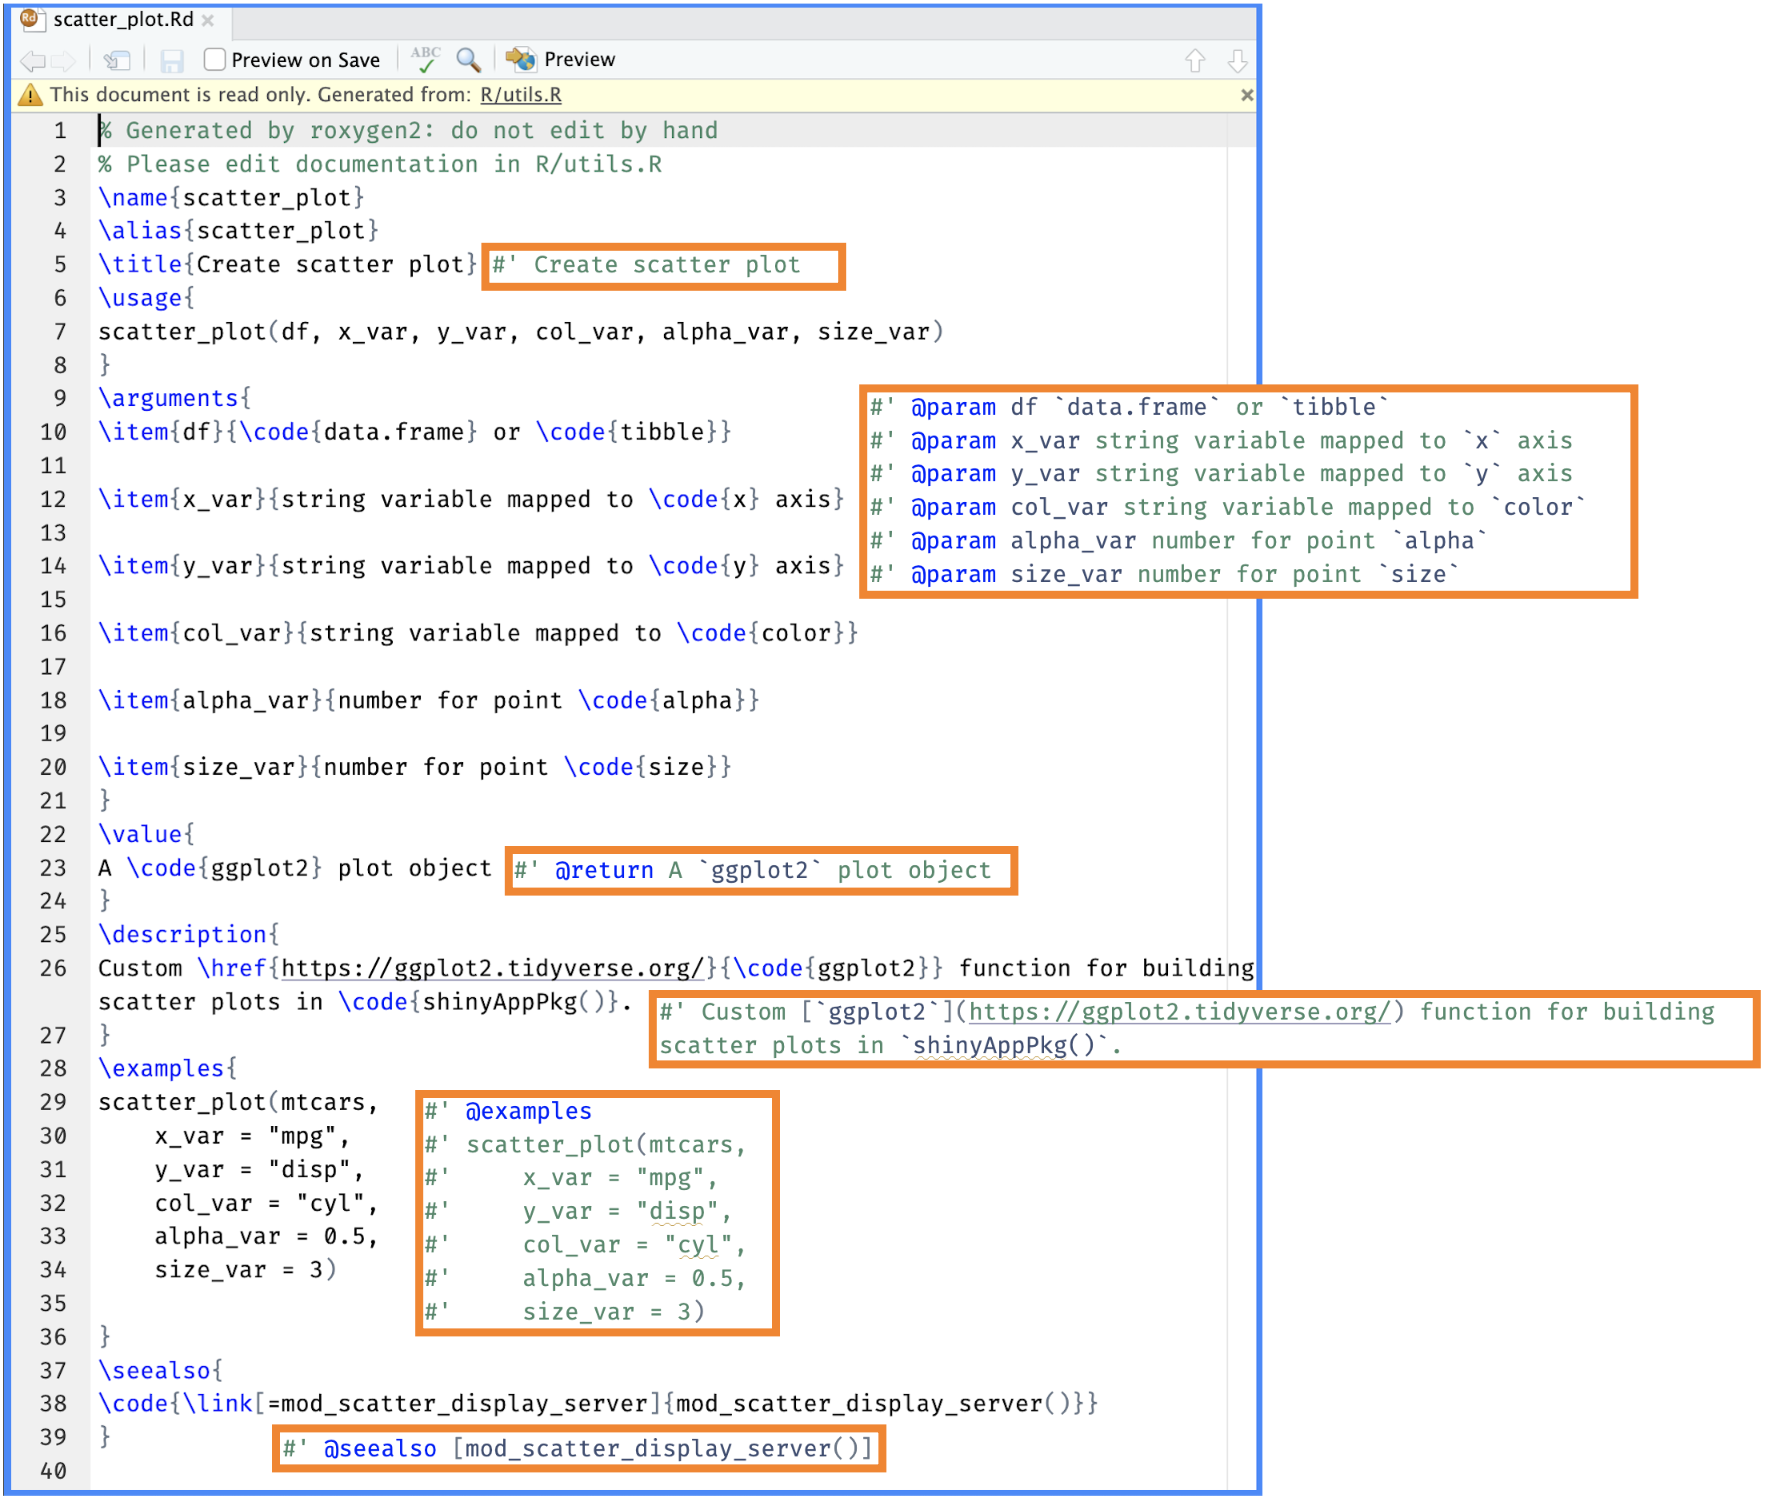 scatter_plot.Rd
Preview on Save ABC Preview
This document is read only. Generated from: R/utils.R
1 % Generated by roxygen2: do not edit by hand
2 % Please edit documentation in R/utils.R
3 \name{scatter_plot}
4 \alias{scatter_plot}
5 \title{Create scatter plot} #' Create scatter plot
6 \usage{
7 scatter_plot(df, x_var, y_var, col_var, alpha_var, size_var)
8 }
9 \arguments{
10 \item{df}{\code{data.frame} or \code{tibble}}
11
12 \item{x_var}{string variable mapped to \code{x} axis}
13
14 \item{y_var}{string variable mapped to \code{y} axis}
15
16 \item{col_var}{string variable mapped to \code{color}}
17
18 \item{alpha_var}{number for point \code{alpha}}
19
20 \item{size_var}{number for point \code{size}}
21 }
#' @param df `data.frame` or `tibble`
#' @param x_var string variable mapped to `x` axis
#' @param y_var string variable mapped to `y` axis
#' @param col_var string variable mapped to `color`
#' @param alpha_var number for point `alpha`
#' @param size_var number for point `size`
22 \value{
23 A \code{ggplot2} plot object #' @return A `ggplot2` plot object
24 }
25 \description{
26 Custom \href{https://ggplot2.tidyverse.org/}{\code{ggplot2}} function for building
scatter plots in \code{shinyAppPkg()}.
27 }
#' Custom [`ggplot2`](https://ggplot2.tidyverse.org/) function for building
scatter plots in `shinyAppPkg()`.
28 \examples{
29 scatter_plot(mtcars,
30 x_var = "mpg",
31 y_var = "disp",
32 col_var = "cyl",
33 alpha_var = 0.5,
34 size_var = 3)
35
36 }
#' @examples
#' scatter_plot(mtcars,
#' x_var = "mpg",
#' y_var = "disp",
#' col_var = "cyl",
#' alpha_var = 0.5,
#' size_var = 3)
37 \seealso{
38 \code{\link[=mod_scatter_display_server]{mod_scatter_display_server()}}
39 }
#' @seealso [mod_scatter_display_server()]
40